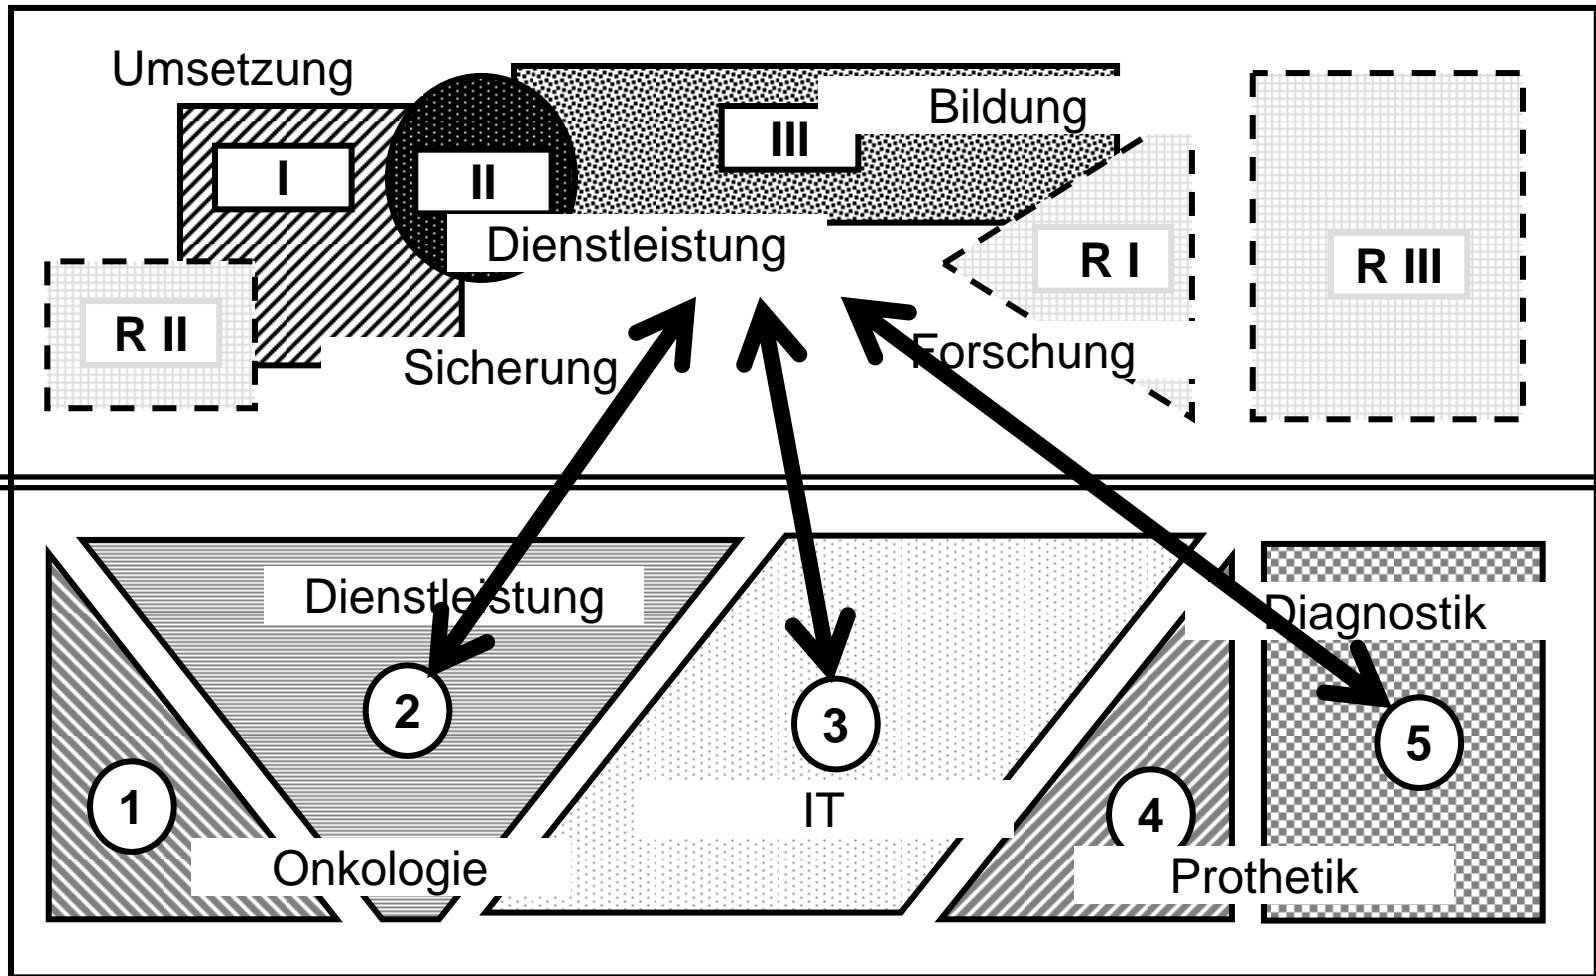 Umsetzung
Bildung
III
I
II
Dienstleistung
R I
R III
R II
Sicherung
Forschung
Dienstleistung
Diagnostik
2
3
5
1
4
IT
Onkologie
Prothetik